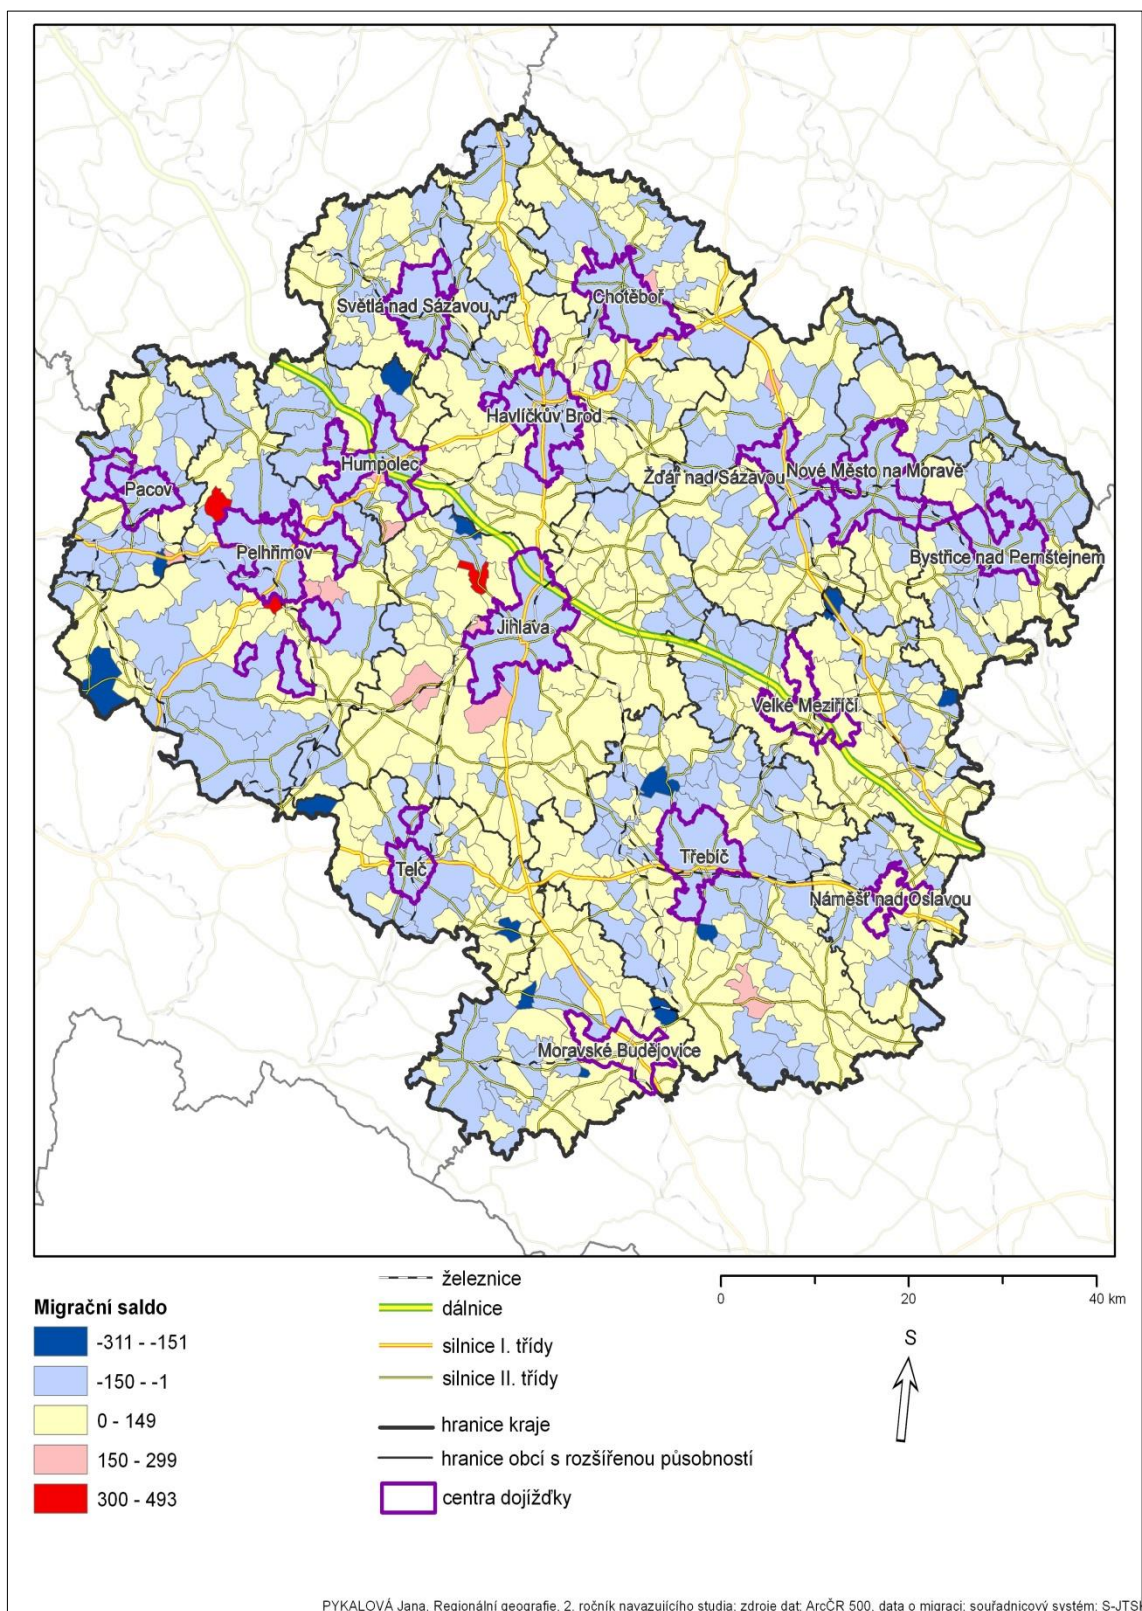 Světlá nad Sázavou
Chotěboř
Havlíčkův Brod
Humpolec
Pacov
Žďár nad Sázavou
Nové Město na Moravě
Pelhřimov
Bystřice nad Pernštejnem
Jihlava
Velké Meziříčí
Telč
Třebíč
Náměšť nad Oslavou
Moravské Budějovice
Migrační saldo
-311 - -151
-150 - -1
0 - 149
150 - 299
300 - 493
železnice
dálnice
silnice I. třídy
silnice II. třídy
hranice kraje
hranice obcí s rozšířenou působností
centra dojížďky
0 20 40 km
S
PYKALOVÁ Jana, Regionální geografie, 2. ročník navazujícího studia; zdroje dat: ArcČR 500, data o migraci; souřadnicový systém: S-JTS